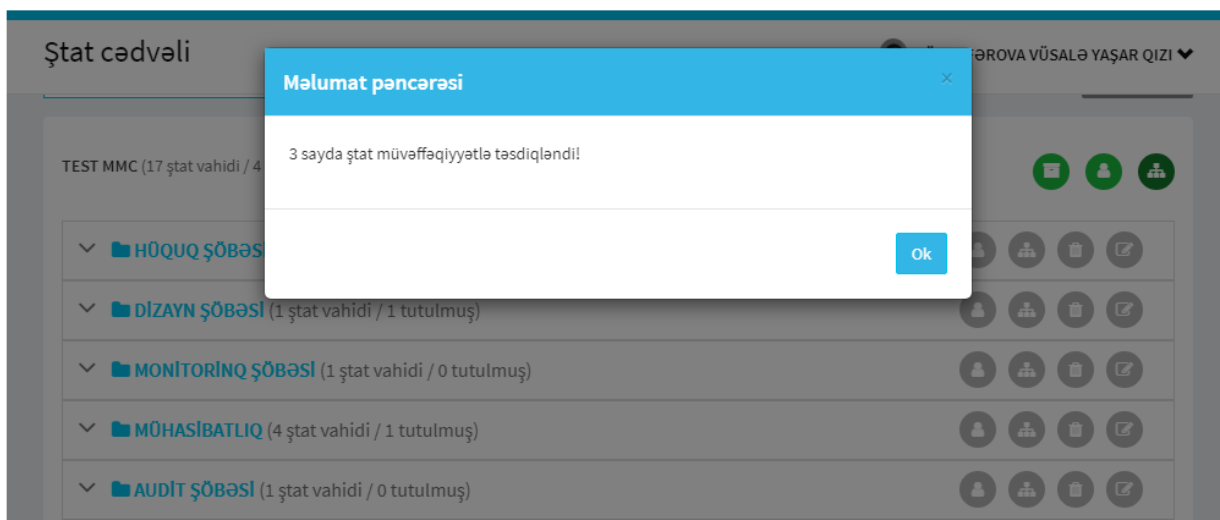 Ştat cədvəli
ƏROVA VÜSALƏ YAŞAR QIZI
Məlumat pəncərəsi
×
3 sayda ştat müvəffəqiyyətlə təsdiqləndi!
TEST MMC (17 ştat vahidi / 4
Ok
HÜQUQ ŞÖBƏSİ
DİZAYN ŞÖBƏSİ (1 ştat vahidi / 1 tutulmuş)
MONİTORİNQ ŞÖBƏSİ (1 ştat vahidi / 0 tutulmuş)
MÜHASİBATLIQ (4 ştat vahidi / 1 tutulmuş)
AUDİT ŞÖBƏSİ (1 ştat vahidi / 0 tutulmuş)